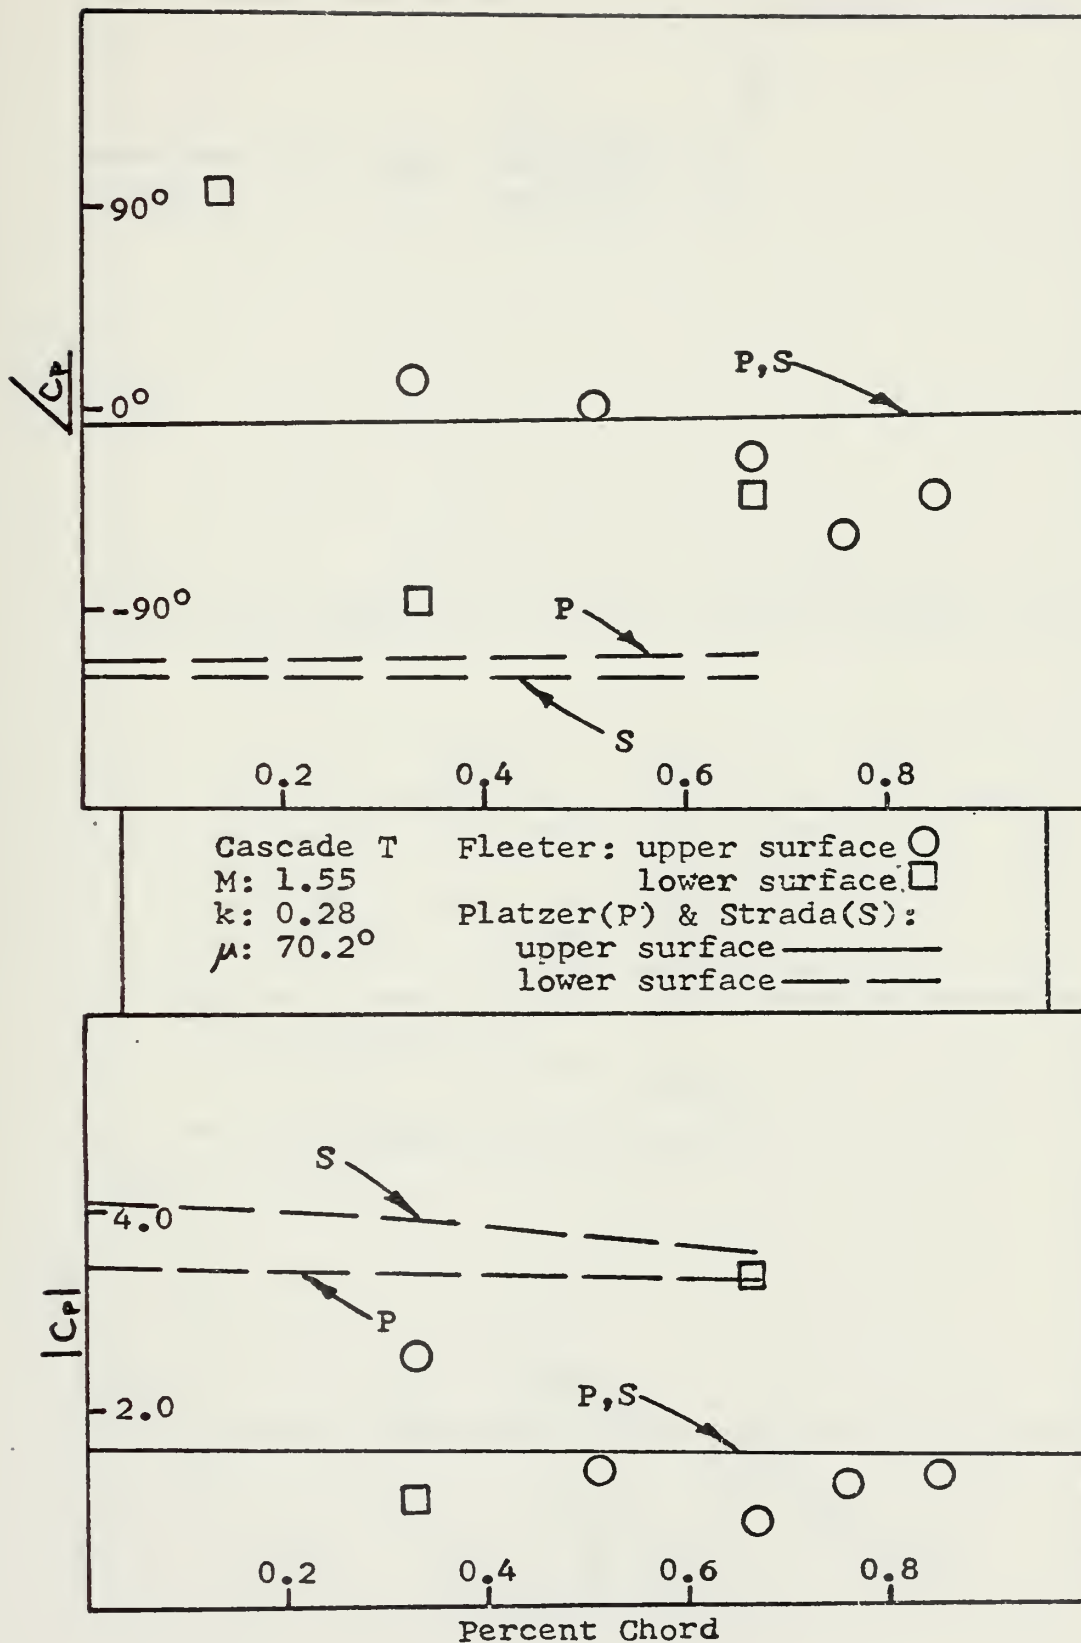 90°
Cp
0°
P,S
-90°
P
S
0.2 0.4 0.6 0.8
Cascade T Fleeter: upper surface
M: 1.55 lower surface
k: 0.28 Platzer(P) & Strada(S):
μ: 70.2° upper surface
lower surface
S
4.0
|Cp|
P
2.0
P,S
0.2 0.4 0.6 0.8
Percent Chord